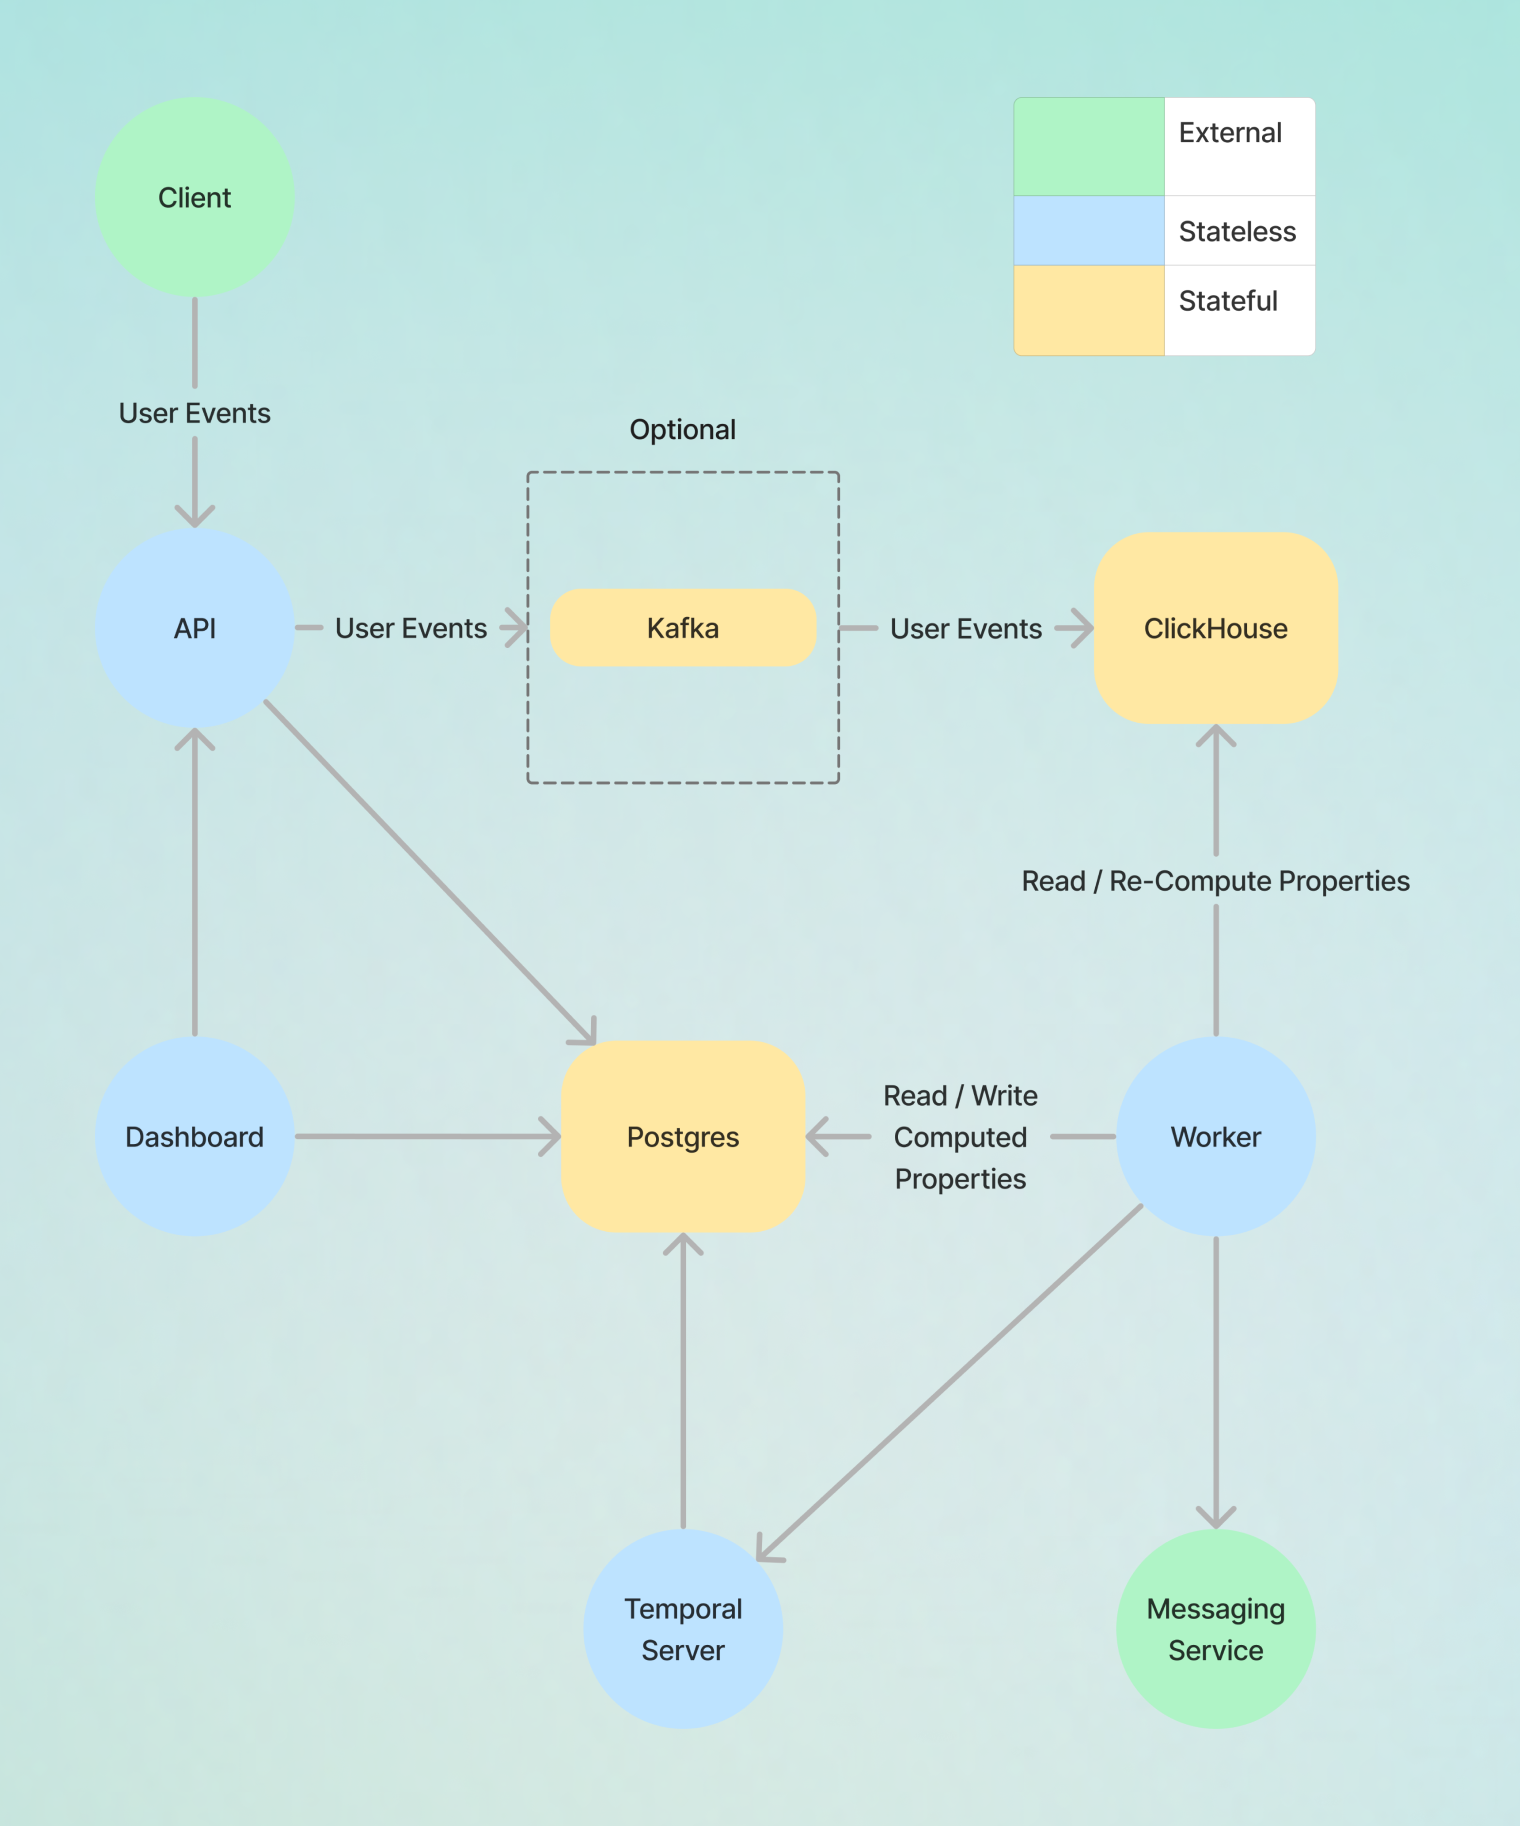 Client
External
Stateless
Stateful
User Events
Optional
API
User Events
Kafka
User Events
ClickHouse
Read / Re-Compute Properties
Dashboard
Postgres
Read / Write
Computed
Properties
Worker
Temporal
Server
Messaging
Service